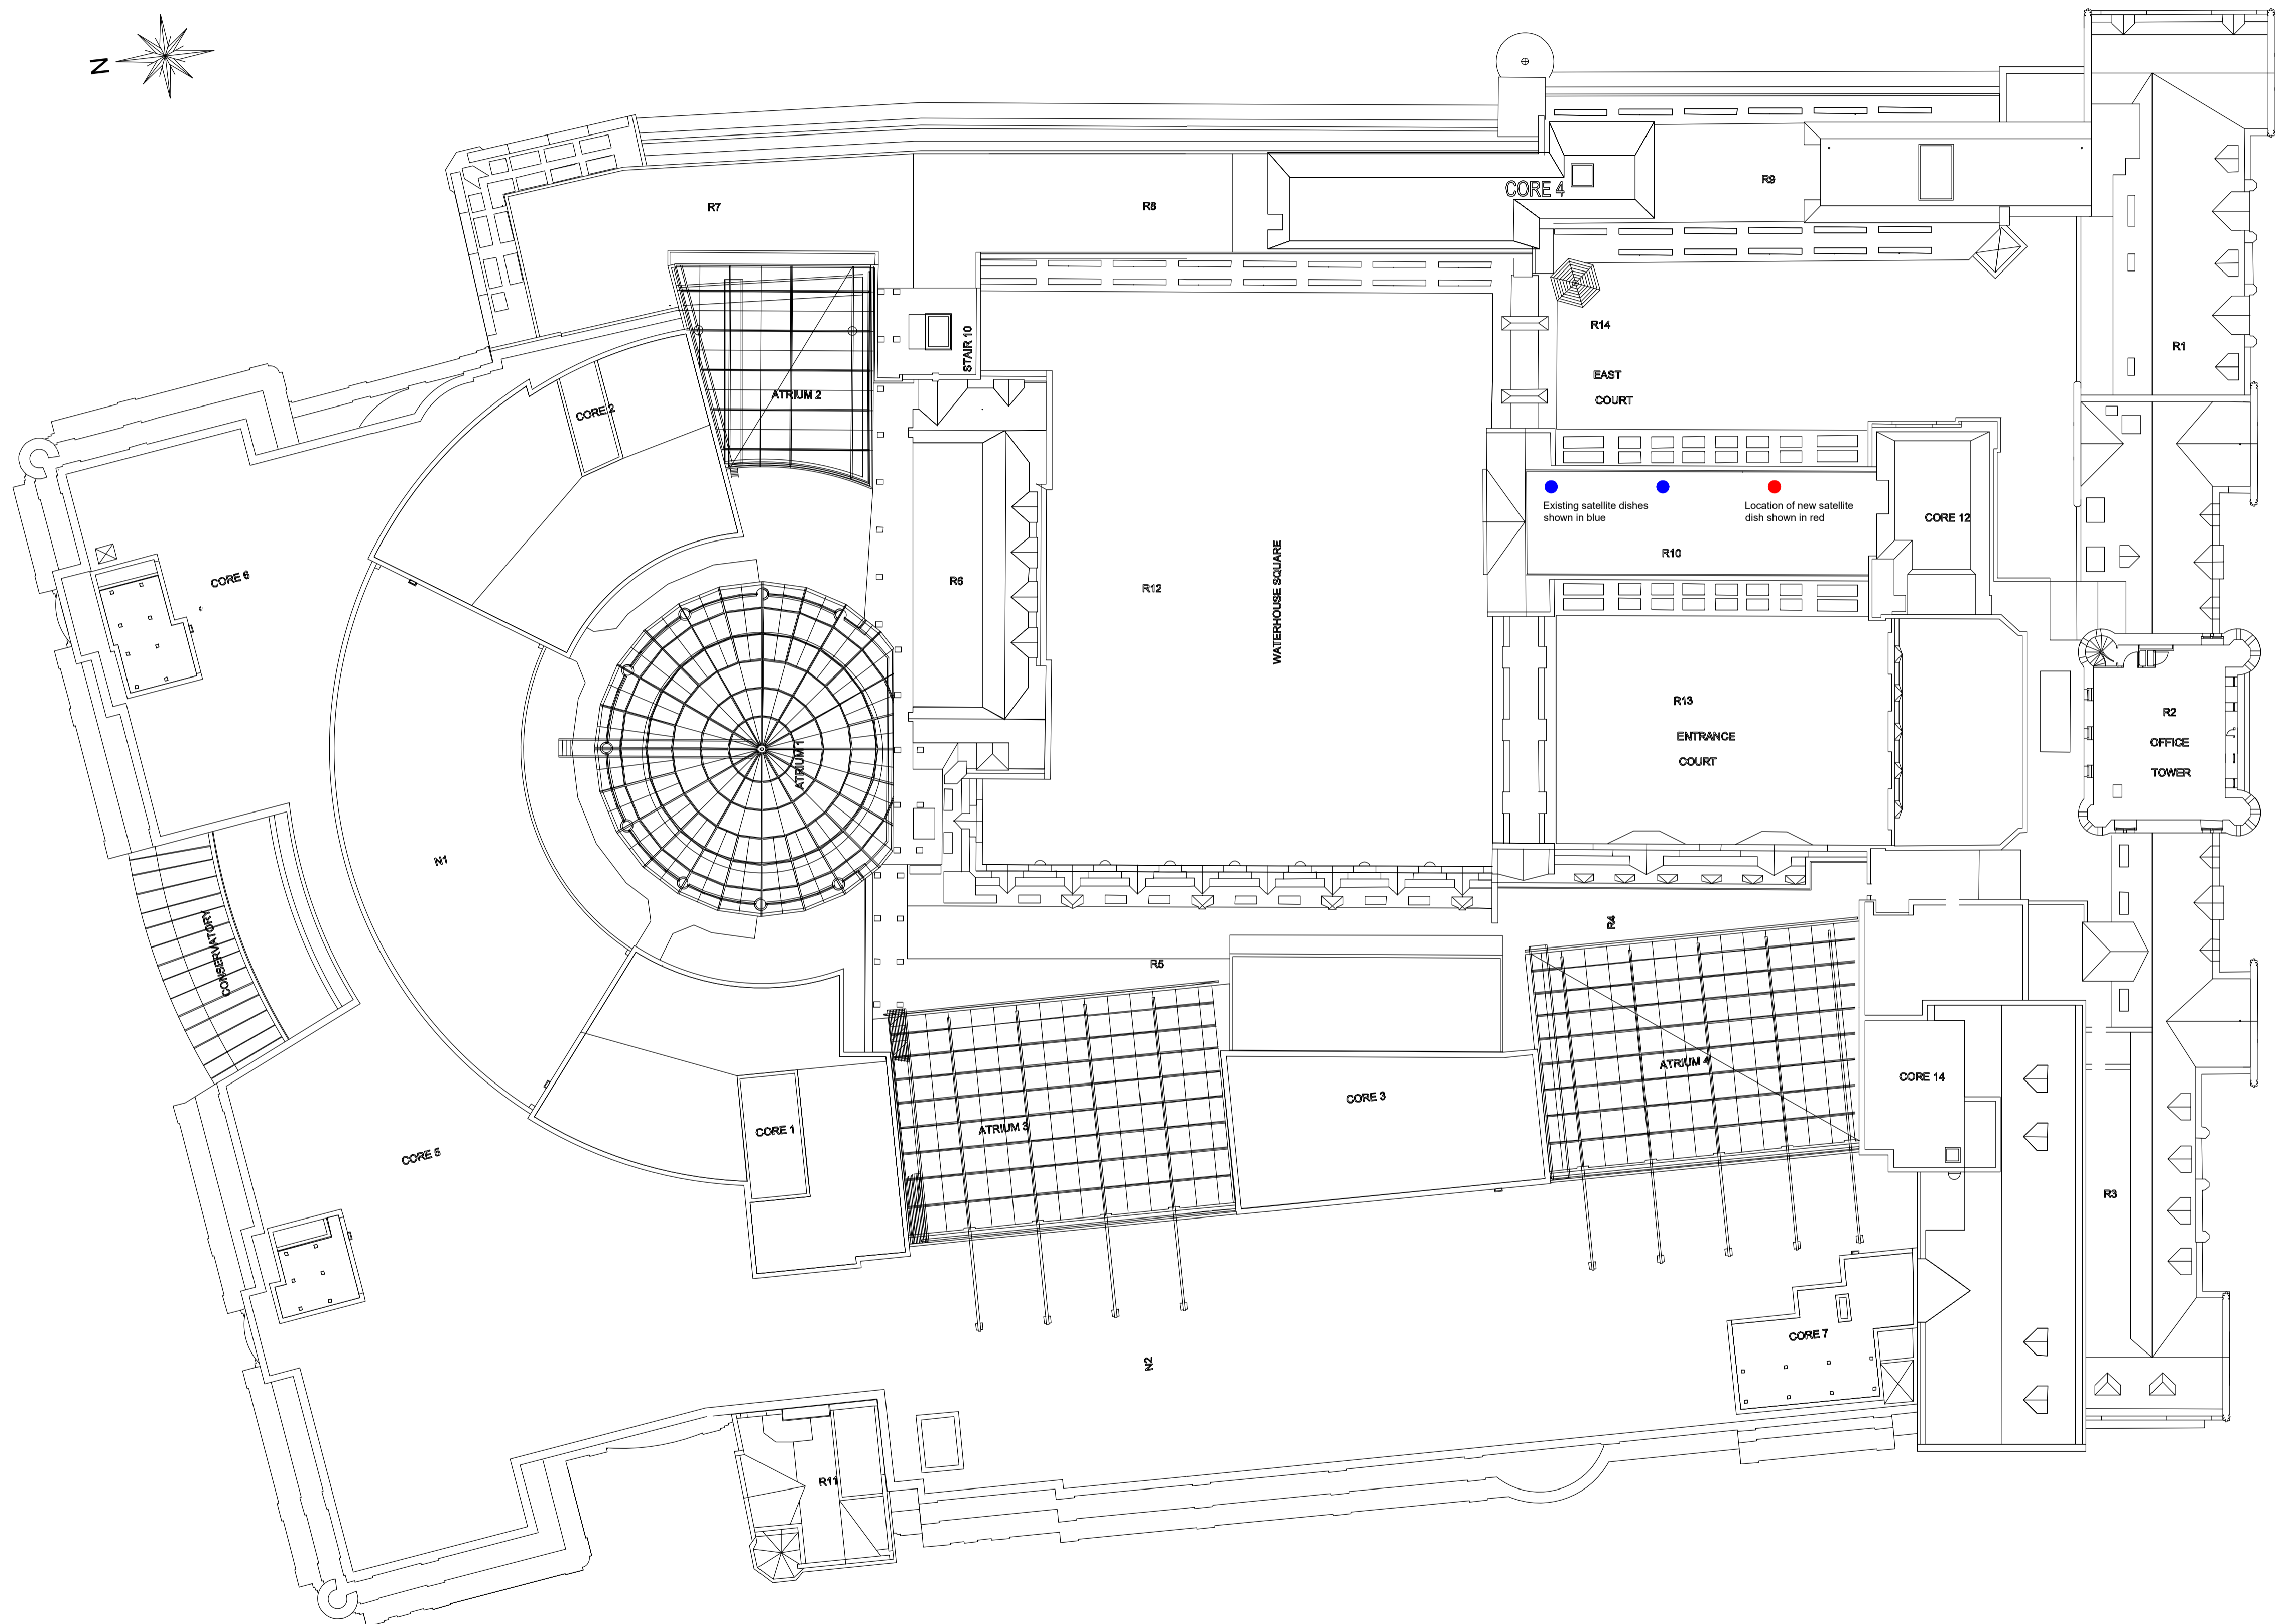 N
CORE 4
R9
R7
R8
R14
R1
STAIR 10
EAST
COURT
ATRIUM 2
CORE 2
Existing satellite dishes
shown in blue
Location of new satellite
dish shown in red
CORE 12
R10
CORE 6
R6
R12
WATERHOUSE SQUARE
R13
ENTRANCE
COURT
R2
OFFICE
TOWER
ATRIUM 1
N1
CONSERVATORY
R4
R5
ATRIUM 4
CORE 14
CORE 3
CORE 1
ATRIUM 3
CORE 5
R3
CORE 7
N2
R11